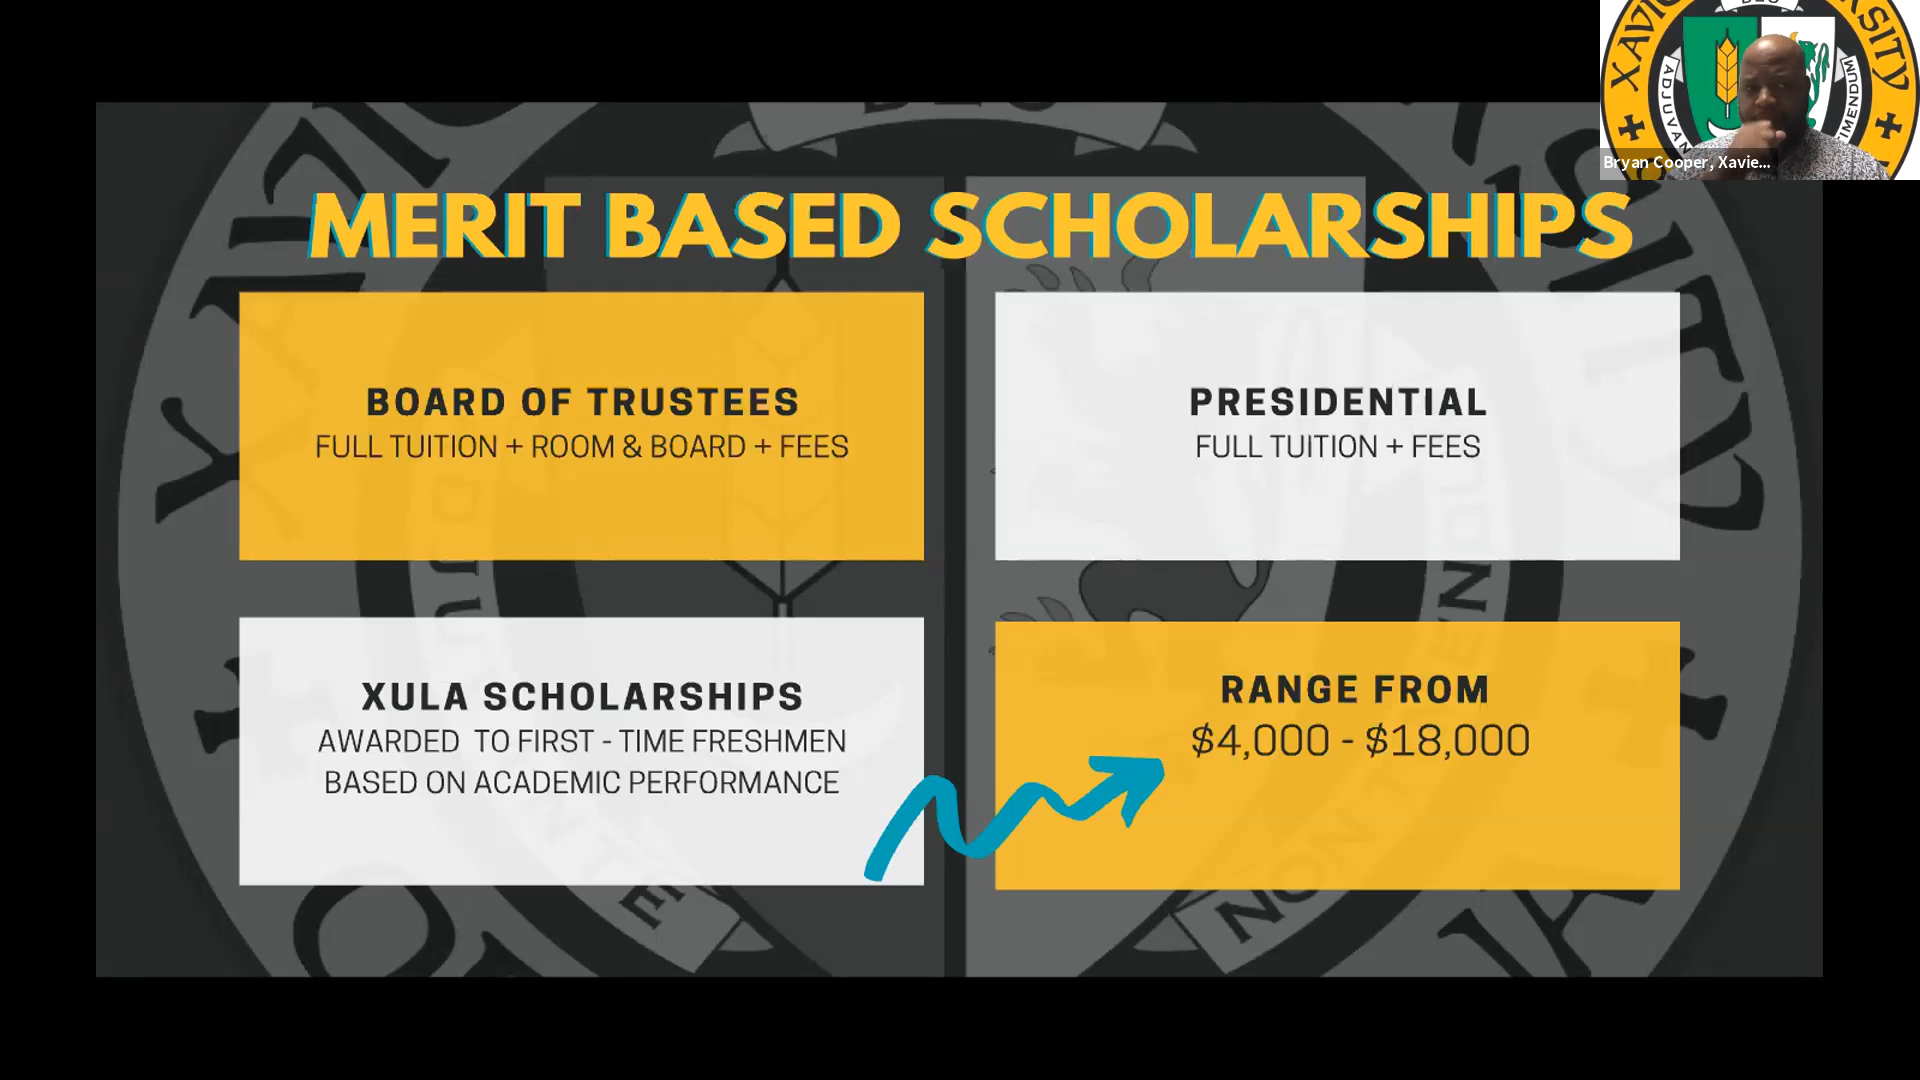 MERIT BASED SCHOLARSHIPS
BOARD OF TRUSTEES
FULL TUITION + ROOM & BOARD + FEES
PRESIDENTIAL
FULL TUITION + FEES
XULA SCHOLARSHIPS
AWARDED TO FIRST - TIME FRESHMEN
BASED ON ACADEMIC PERFORMANCE
RANGE FROM
$4,000 - $18,000
Bryan Cooper, Xavie...